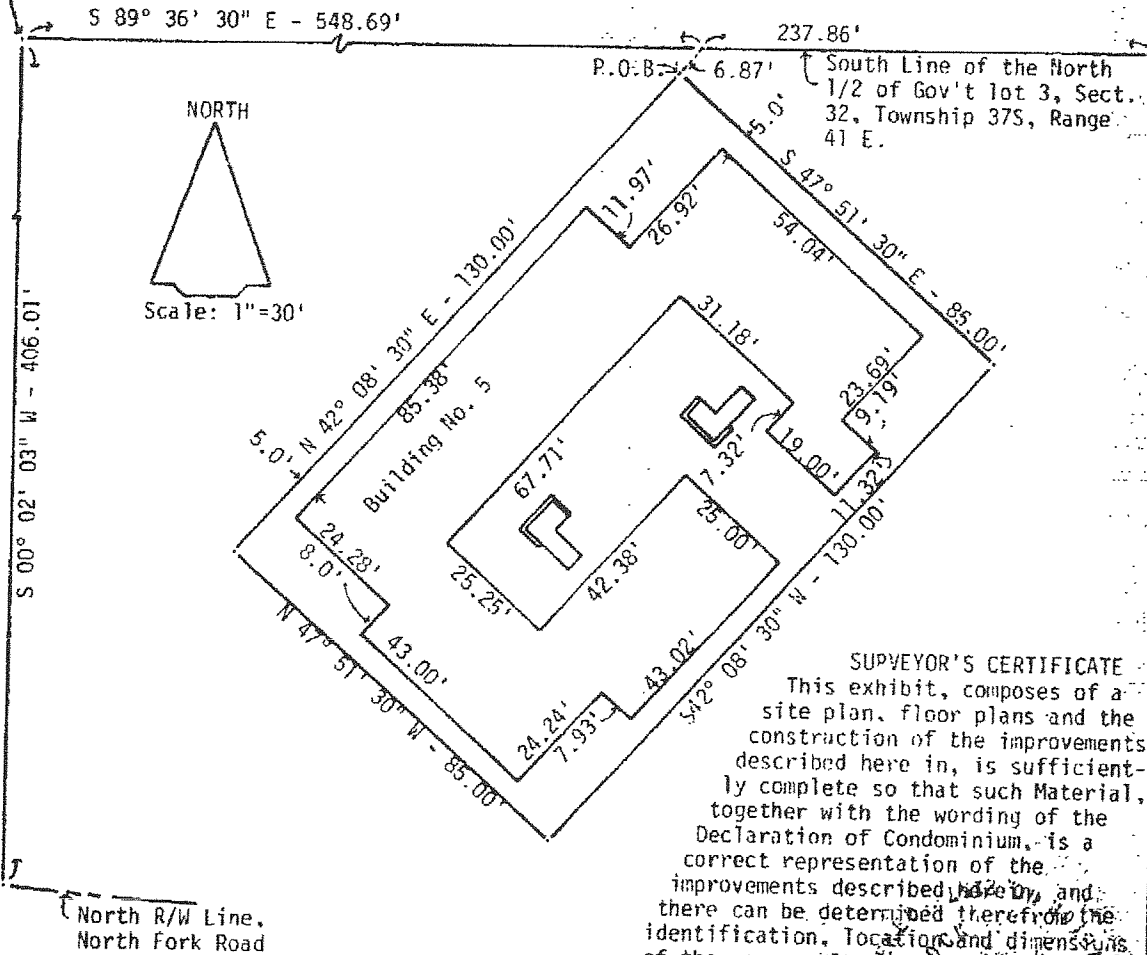 S 89° 36' 30" E - 548.69'
237.86'
P.O.B.
6.87'
South Line of the North
1/2 of Gov't lot 3, Sect.
32, Township 37S, Range
41 E.
NORTH
Scale: 1"=30'
S 00° 02' 03" W - 406.01'
5.0'
S 47° 51' 30" E - 85.00'
11.97'
26.92'
54.04'
N 42° 08' 30" E - 130.00'
85.38'
Building No. 5
5.0'
31.18'
23.69'
9.19'
67.71'
7.32'
19.00'
11.32'
24.28'
8.0'
25.25'
42.38'
25.00'
S42° 08' 30" W - 130.00'
N 47° 51' 30" W - 85.00'
43.00'
43.02'
24.24'
7.93'
SUPVEYOR'S CERTIFICATE
This exhibit, composes of a
site plan. floor plans and the
construction of the improvements
described here in, is sufficient-
ly complete so that such Material,
together with the wording of the
Declaration of Condominium, is a
correct representation of the
improvements described and
there can be determined therefrom the
identification, location and dimensions
of the
North R/W Line,
North Fork Road